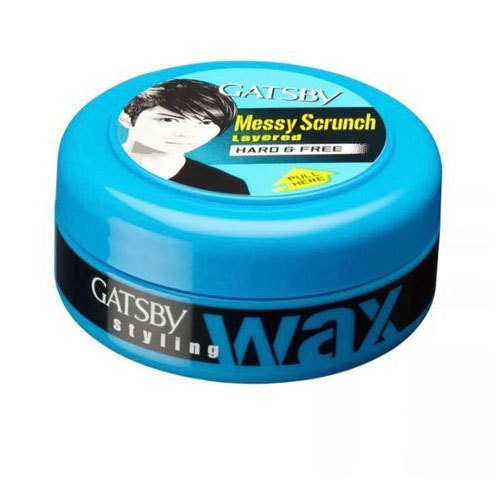 GATSBY
Messy Scrunch
Layered
HARD & FREE
PULL
HERE
GATSBY
styling
wax